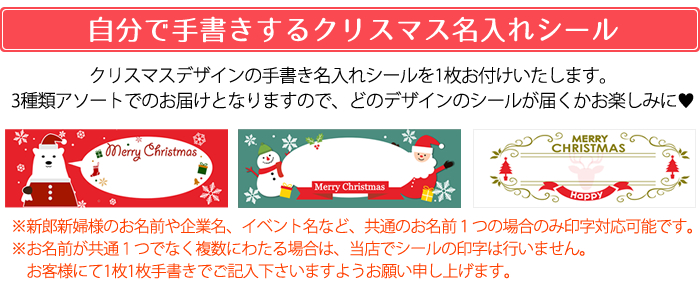 自分で手書きするクリスマス名入れシール
クリスマスデザインの手書き名入れシールを1枚お付けいたします。
3種類アソートでのお届けとなりますので、どのデザインのシールが届くかお楽しみに♥
Merry Christmas
Merry Christmas
MERRY
CHRISTMAS
Happy
※新郎新婦様のお名前や企業名、イベント名など、共通のお名前１つの場合のみ印字対応可能です。
※お名前が共通１つでなく複数にわたる場合は、当店でシールの印字は行いません。
お客様にて1枚1枚手書きでご記入下さいますようお願い申し上げます。